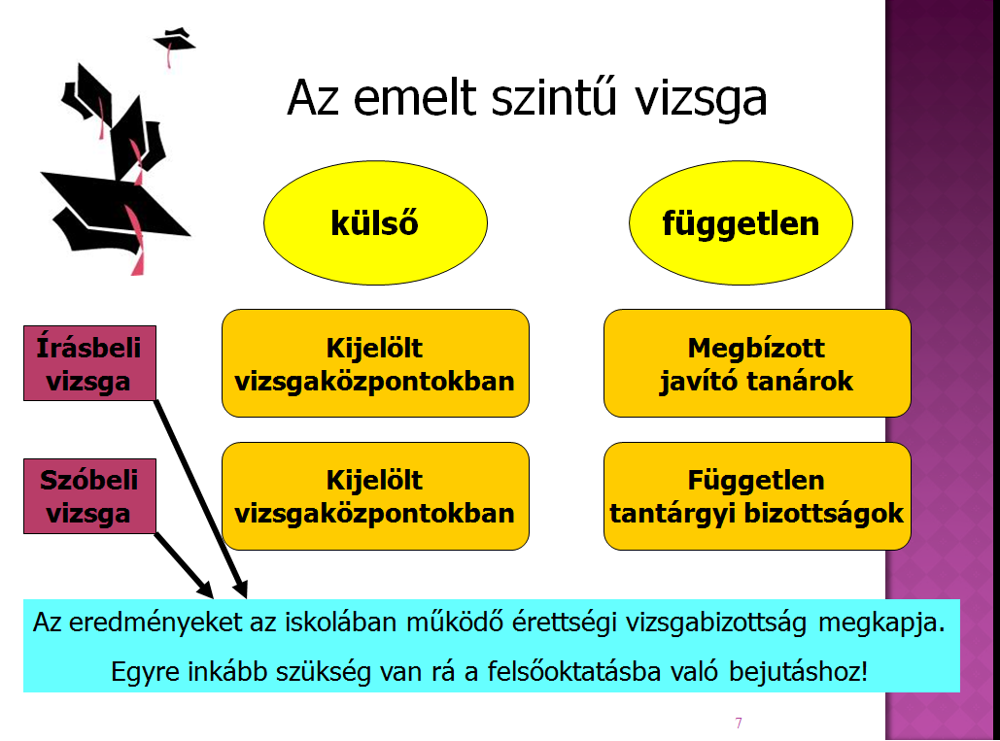 Az emelt szintű vizsga
külső
független
Írásbeli
vizsga
Kijelölt
vizsgaközpontokban
Megbízott
javító tanárok
Szóbeli
vizsga
Kijelölt
vizsgaközpontokban
Független
tantárgyi bizottságok
Az eredményeket az iskolában működő érettségi vizsgabizottság megkapja.
Egyre inkább szükség van rá a felsőoktatásba való bejutáshoz!
7